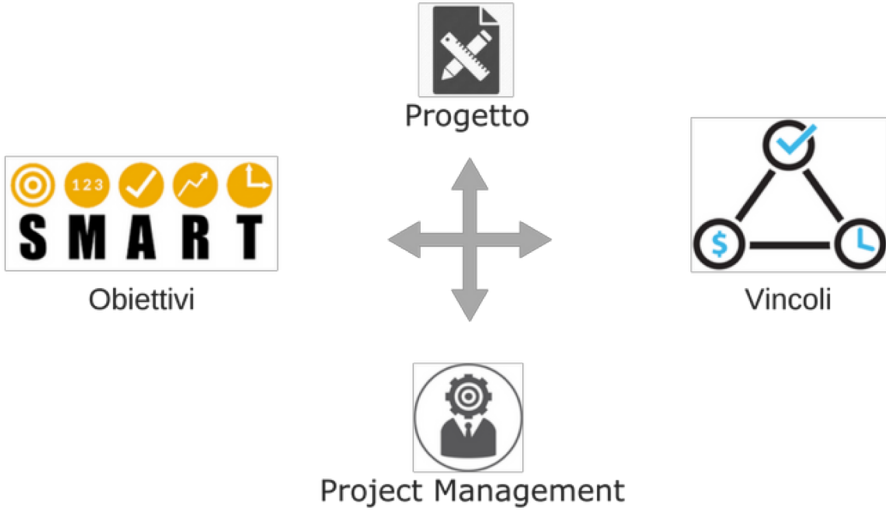 Progetto
123
SMART
Obiettivi
$
Vincoli
Project Management